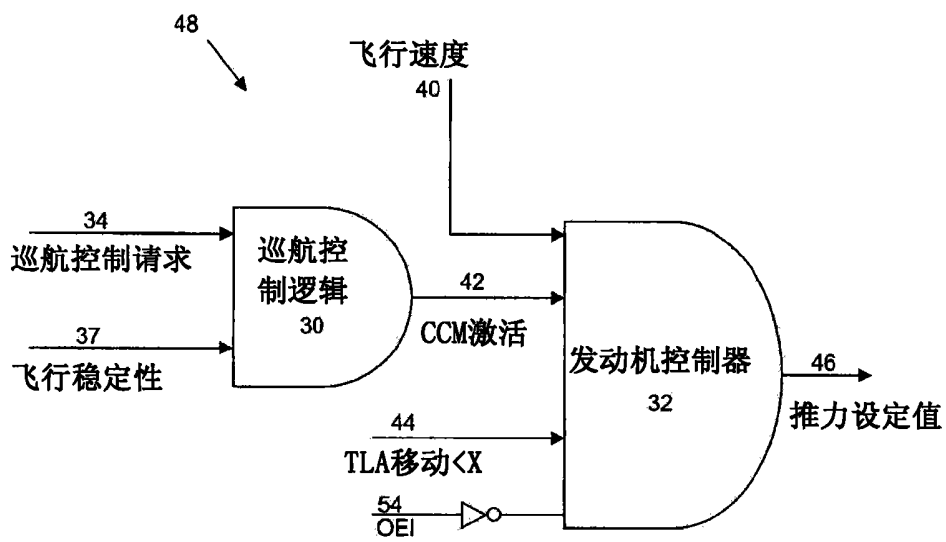 48
飞行速度
40
34
巡航控制请求
巡航控
制逻辑
30
42
CCM激活
37
飞行稳定性
发动机控制器
32
46
推力设定值
44
TLA移动<X
54
OEI